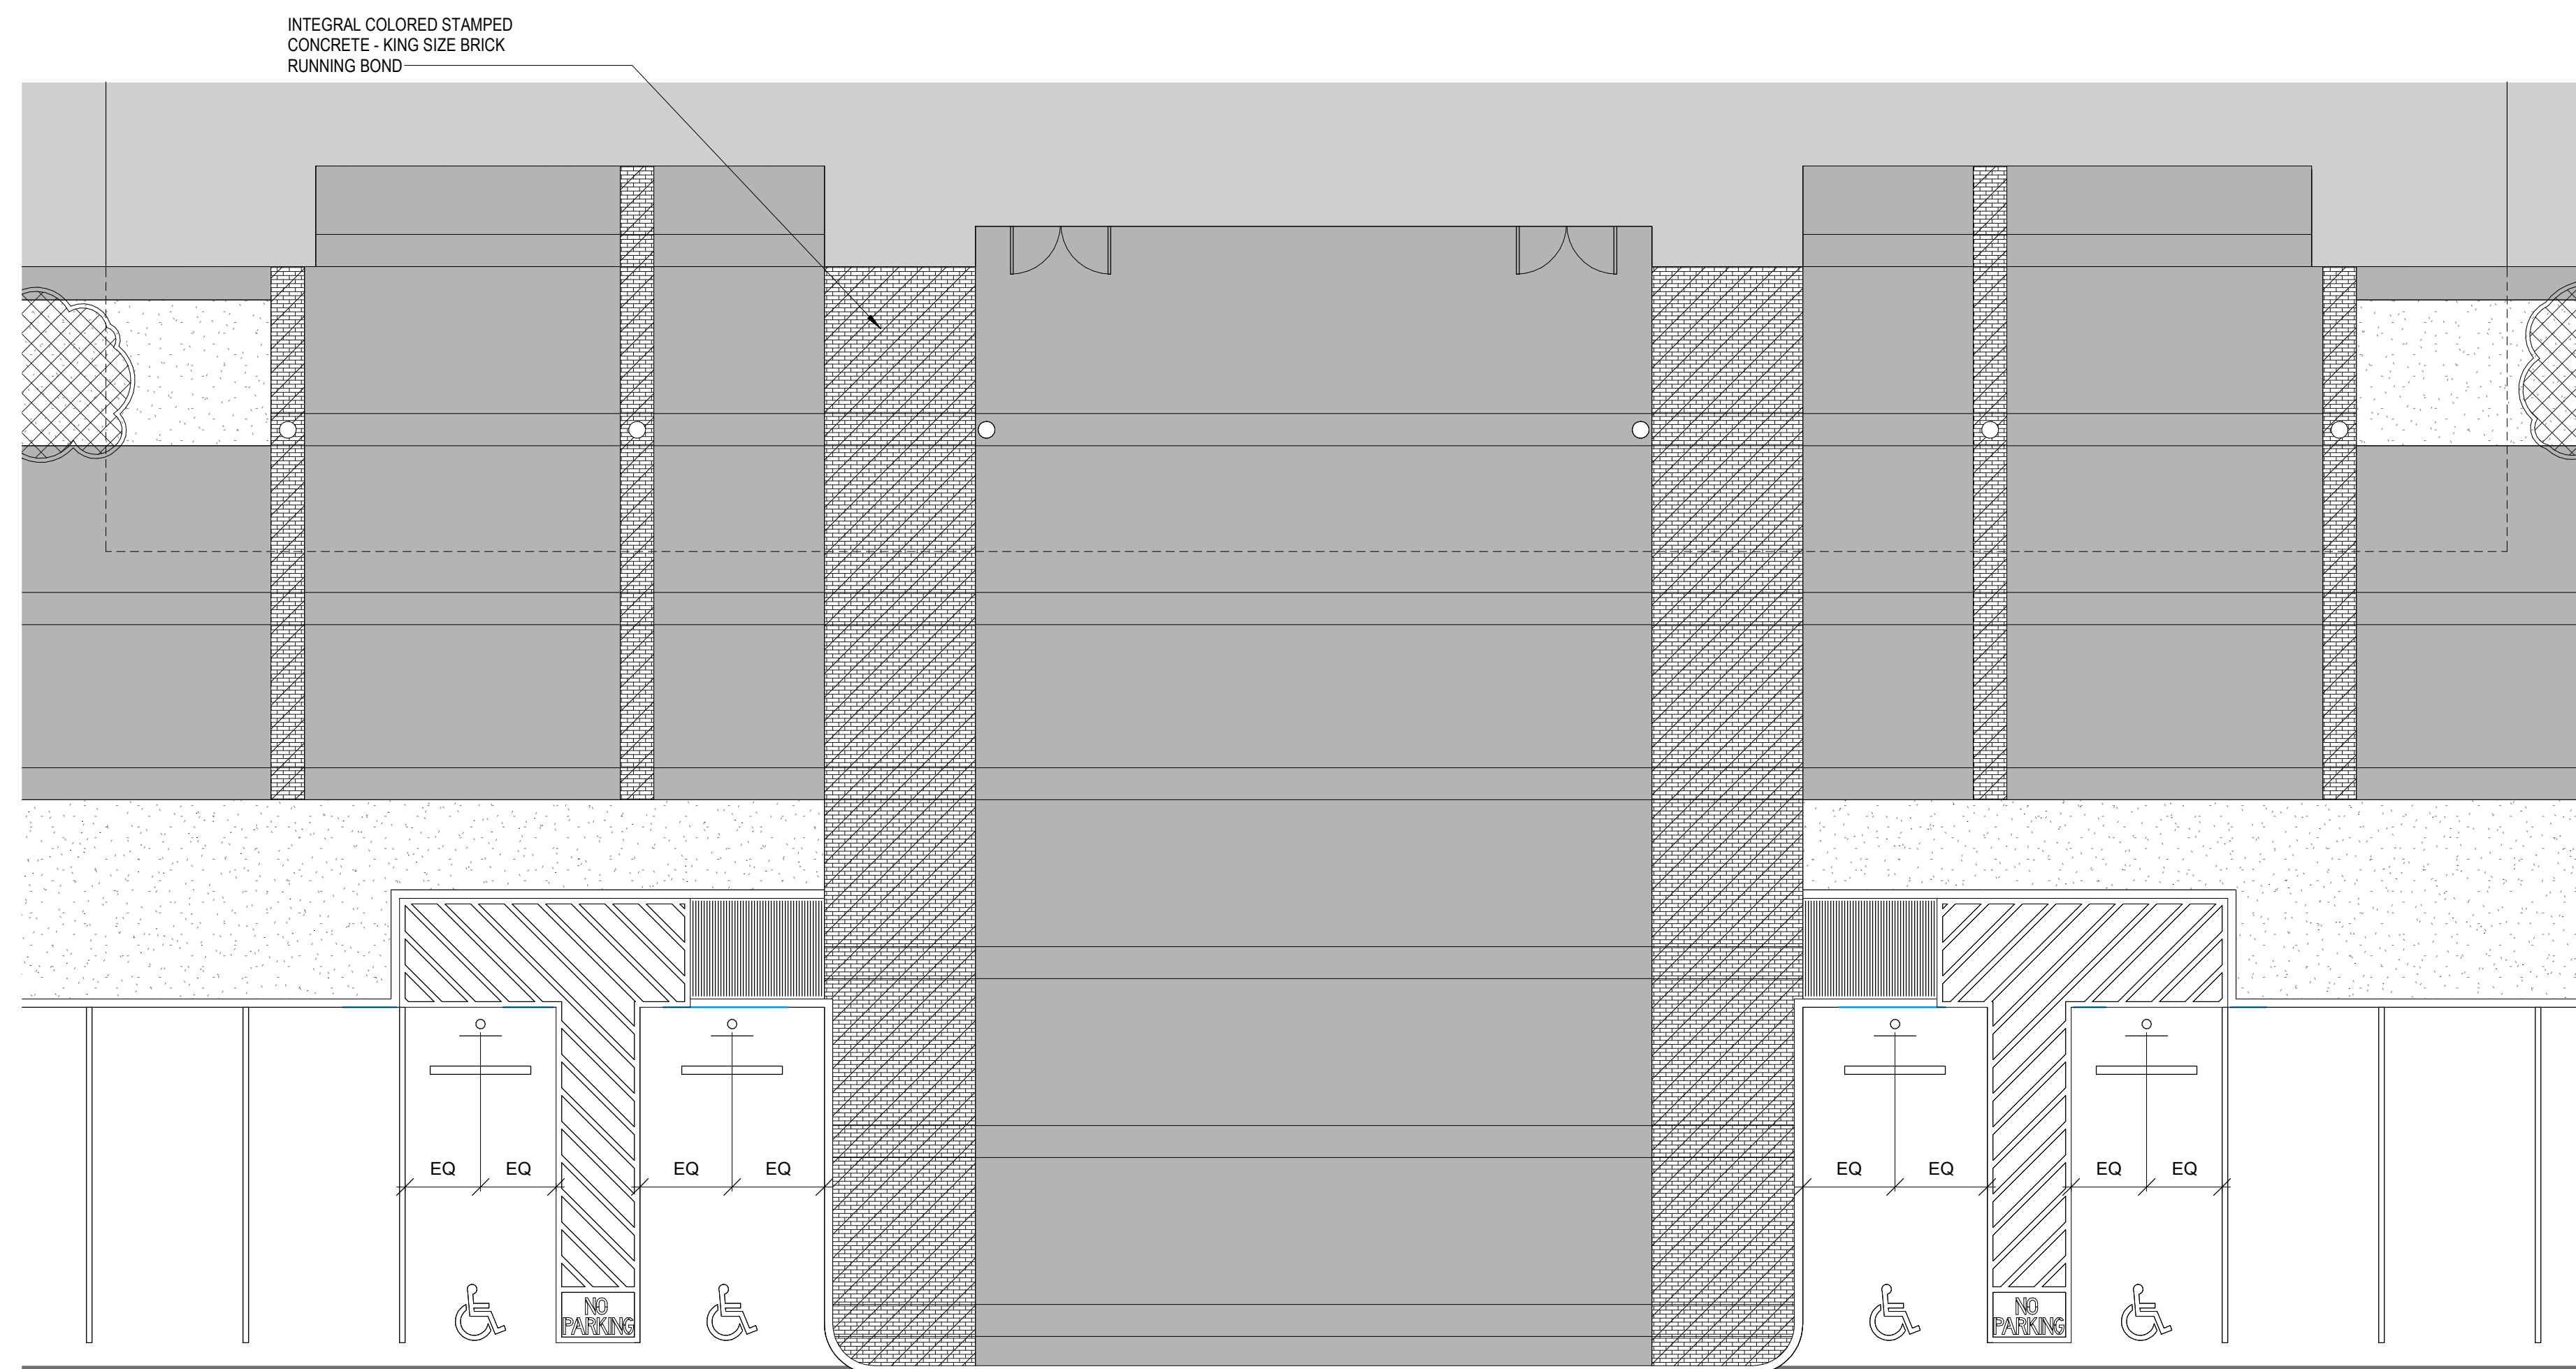 INTEGRAL COLORED STAMPED
CONCRETE - KING SIZE BRICK
RUNNING BOND
EQ EQ EQ EQ EQ EQ EQ EQ
NO
PARKING
NO
PARKING